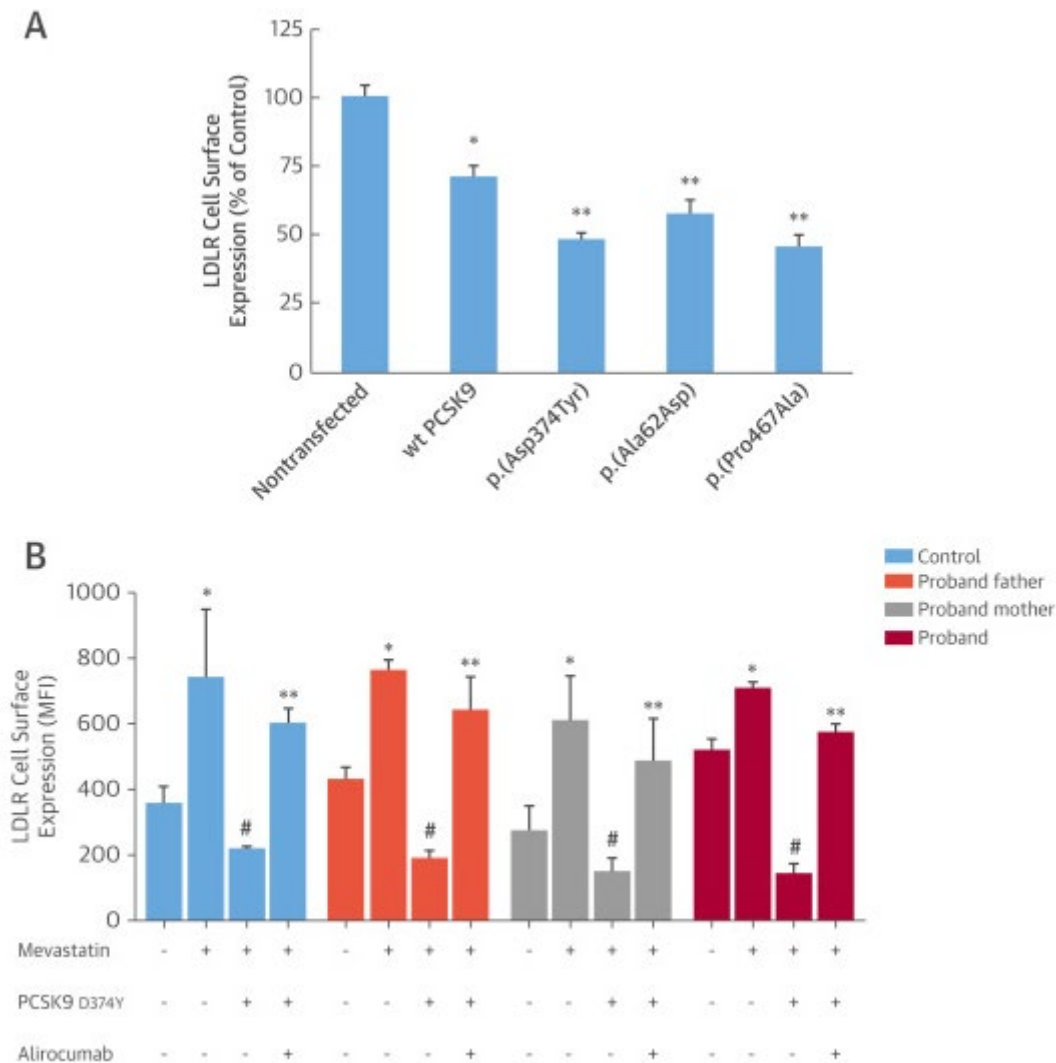 A
LDLR Cell Surface
Expression (% of Control)
125
100
75
50
25
0
*
**
**
**
Nontransfected
wt PCSK9
p.(Asp374Tyr)
p.(Ala62Asp)
p.(Pro467Ala)
B
Control
Proband father
Proband mother
Proband
LDLR Cell Surface
Expression (MFI)
1000
800
600
400
200
0
* # ** * # ** * # ** * # **
Mevastatin - + + + - + + + - + + + - + + +
PCSK9 D374Y - - + + - - + + - - + + - - + +
Alirocumab - - - + - - - + - - - + - - - +